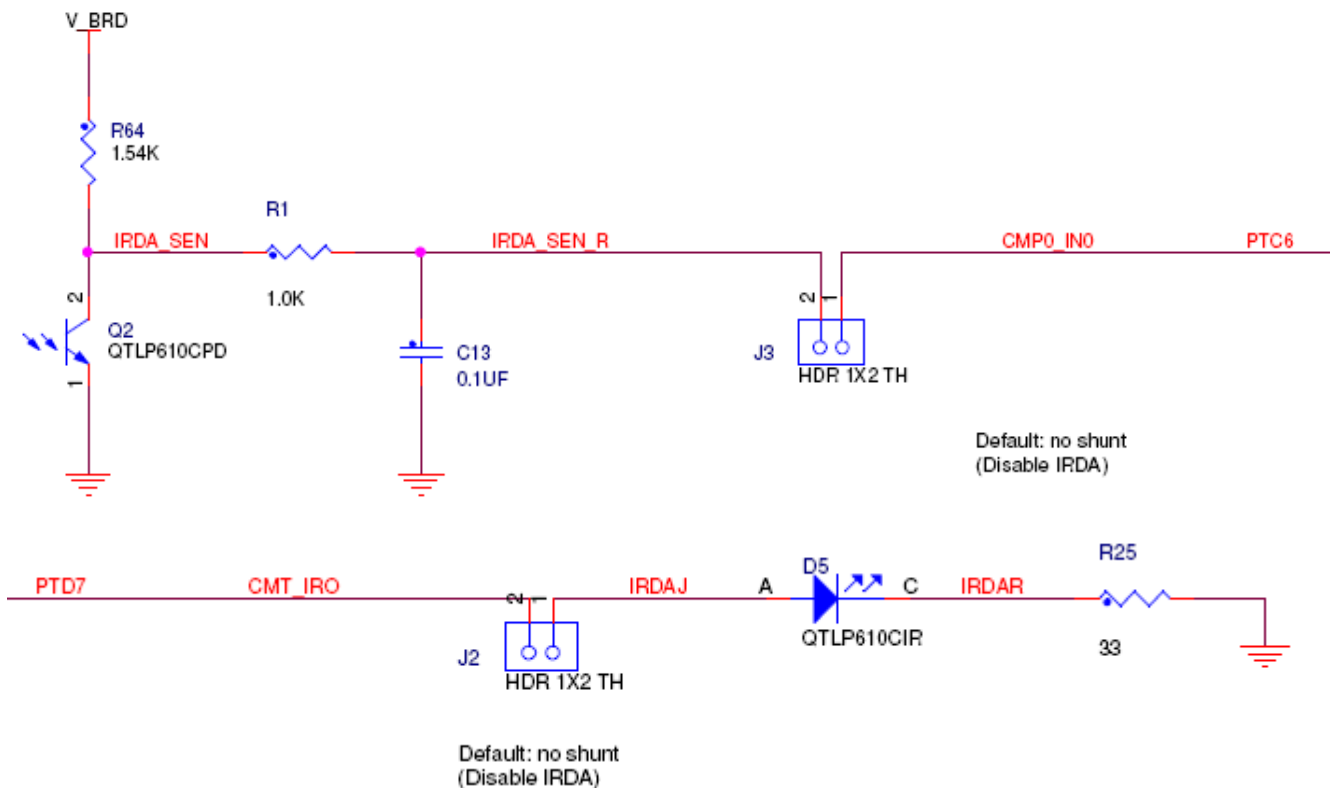 V_BRD
R64
1.54K
R1
IRDA_SEN
IRDA_SEN_R
CMP0_IN0
PTC6
1.0K
2
Q2
QTLP610CPD
1
C13
0.1UF
2
1
J3
HDR 1X2 TH
Default: no shunt
(Disable IRDA)
PTD7
CMT_IRO
2
1
IRDAJ
A
D5
C
IRDAR
R25
QTLP610CIR
33
J2
HDR 1X2 TH
Default: no shunt
(Disable IRDA)